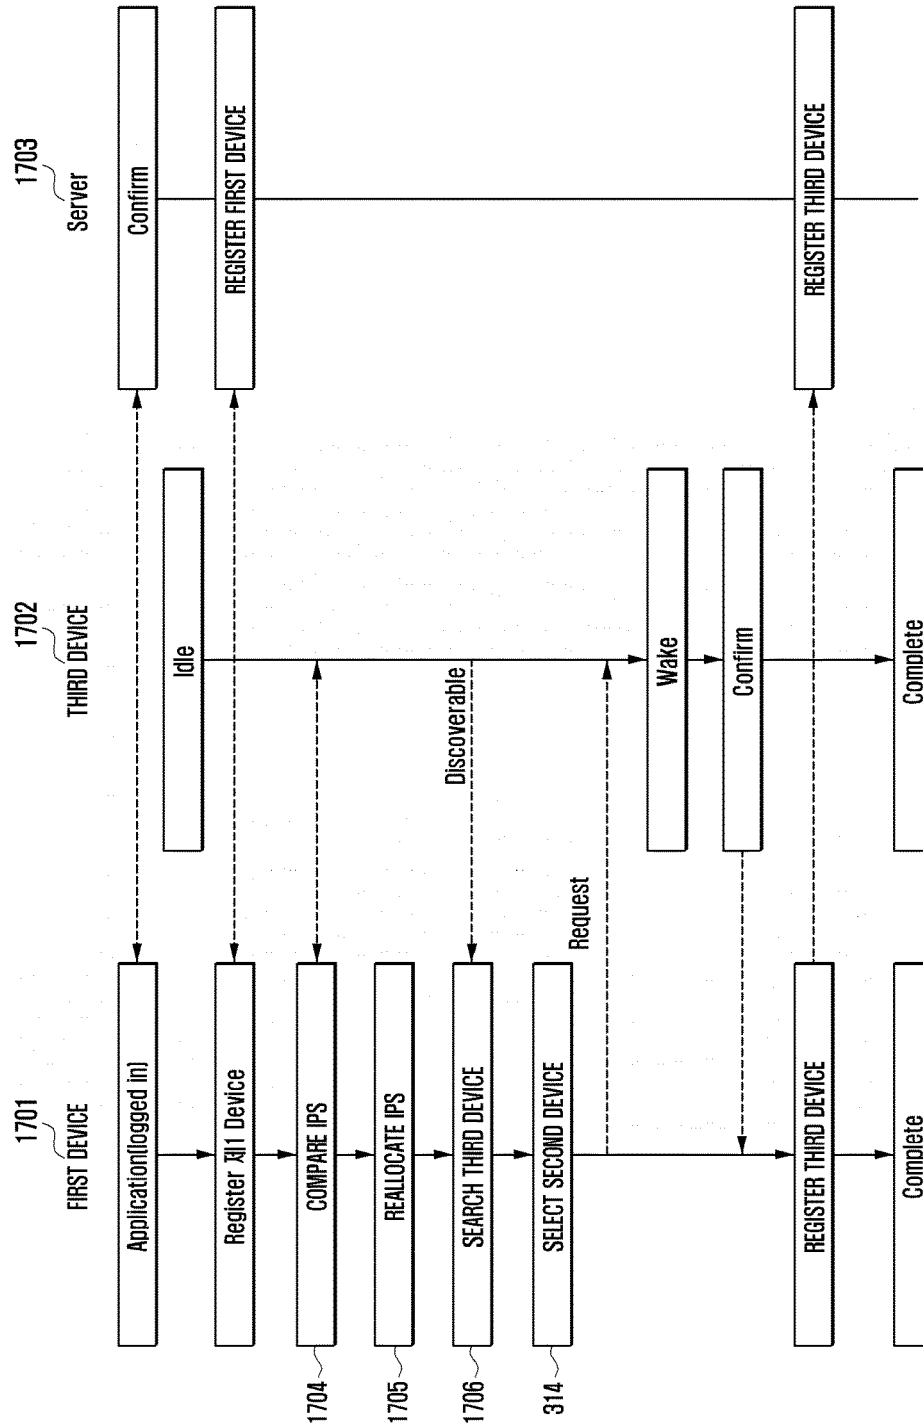 1701
FIRST DEVICE
1702
THIRD DEVICE
1703
Server
Application(logged in)
Confirm
Idle
Register 제1 Device
REGISTER FIRST DEVICE
1704
COMPARE IPS
1705
REALLOCATE IPS
1706
SEARCH THIRD DEVICE
Discoverable
314
SELECT SECOND DEVICE
Request
Wake
Confirm
REGISTER THIRD DEVICE
REGISTER THIRD DEVICE
Complete
Complete